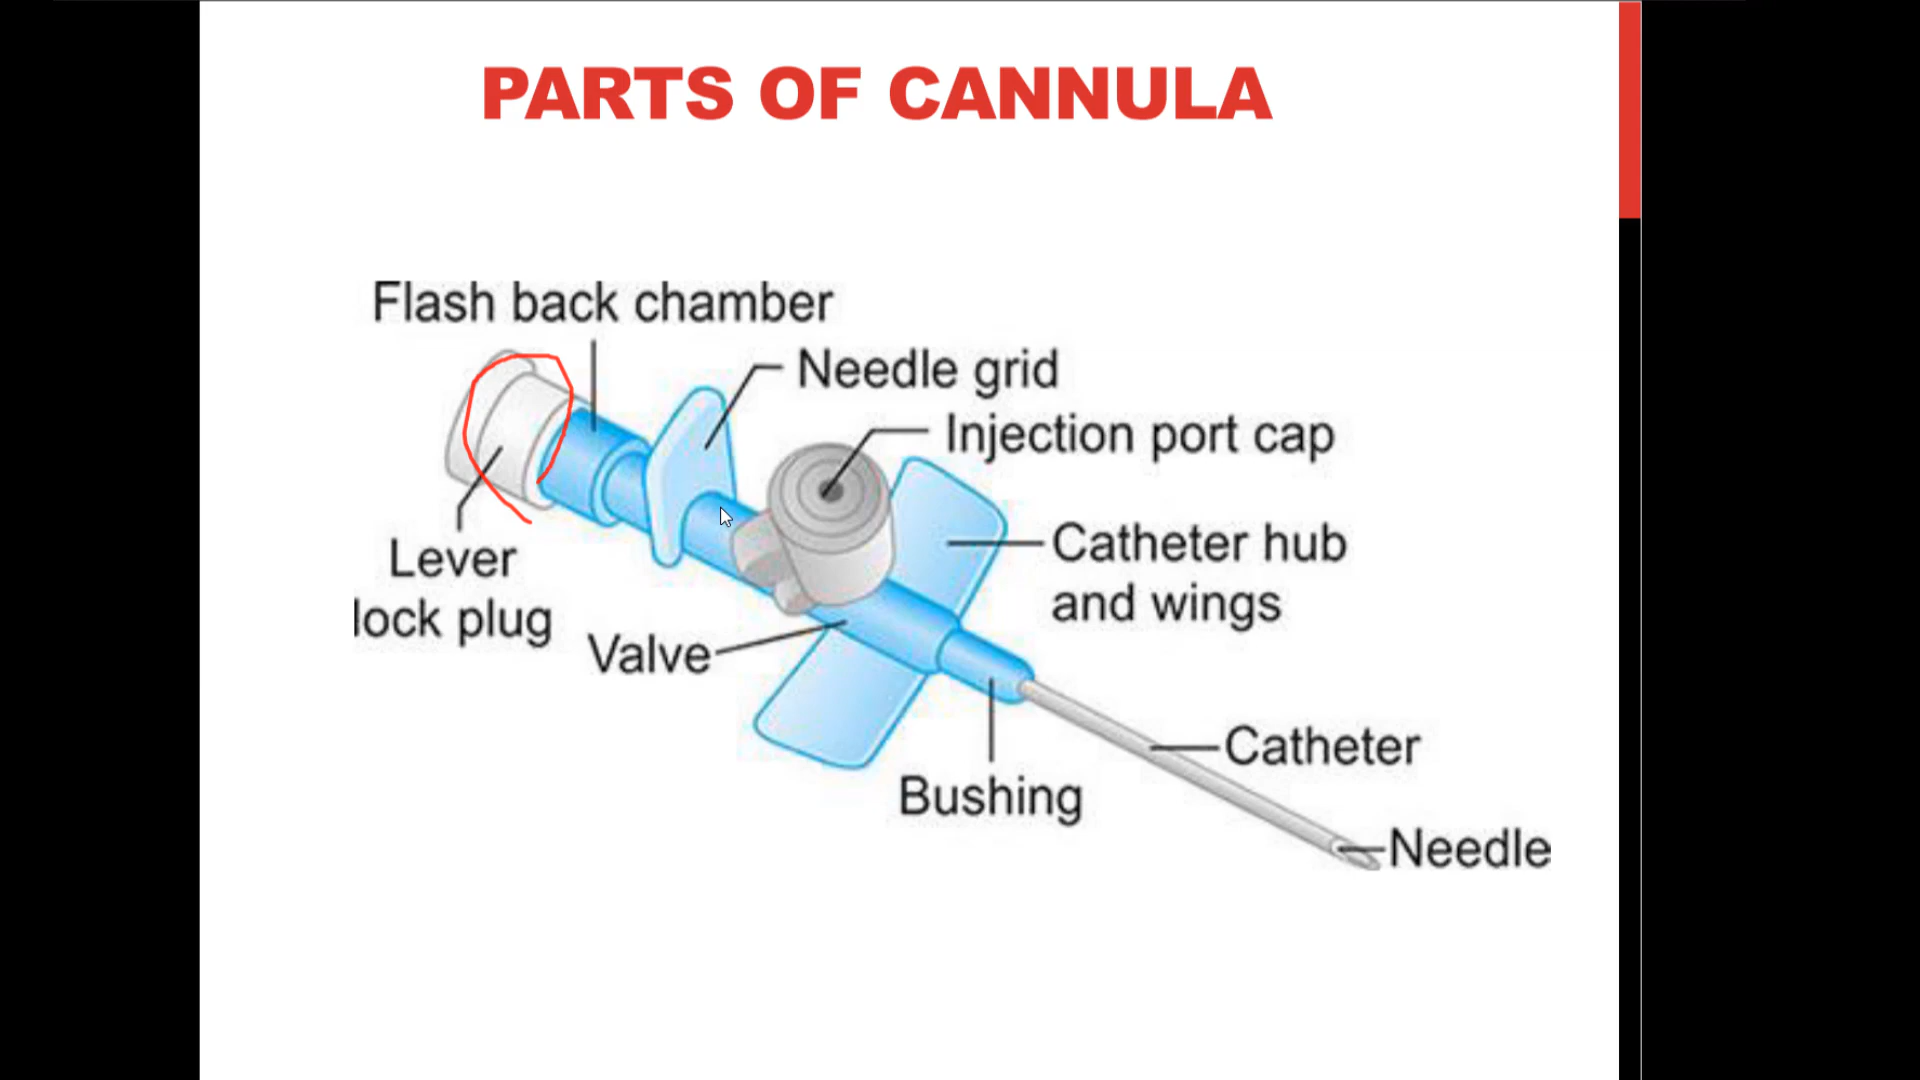 PARTS OF CANNULA
Flash back chamber
Needle grid
Injection port cap
Catheter hub
and wings
Lever
lock plug
Valve
Bushing
Catheter
Needle